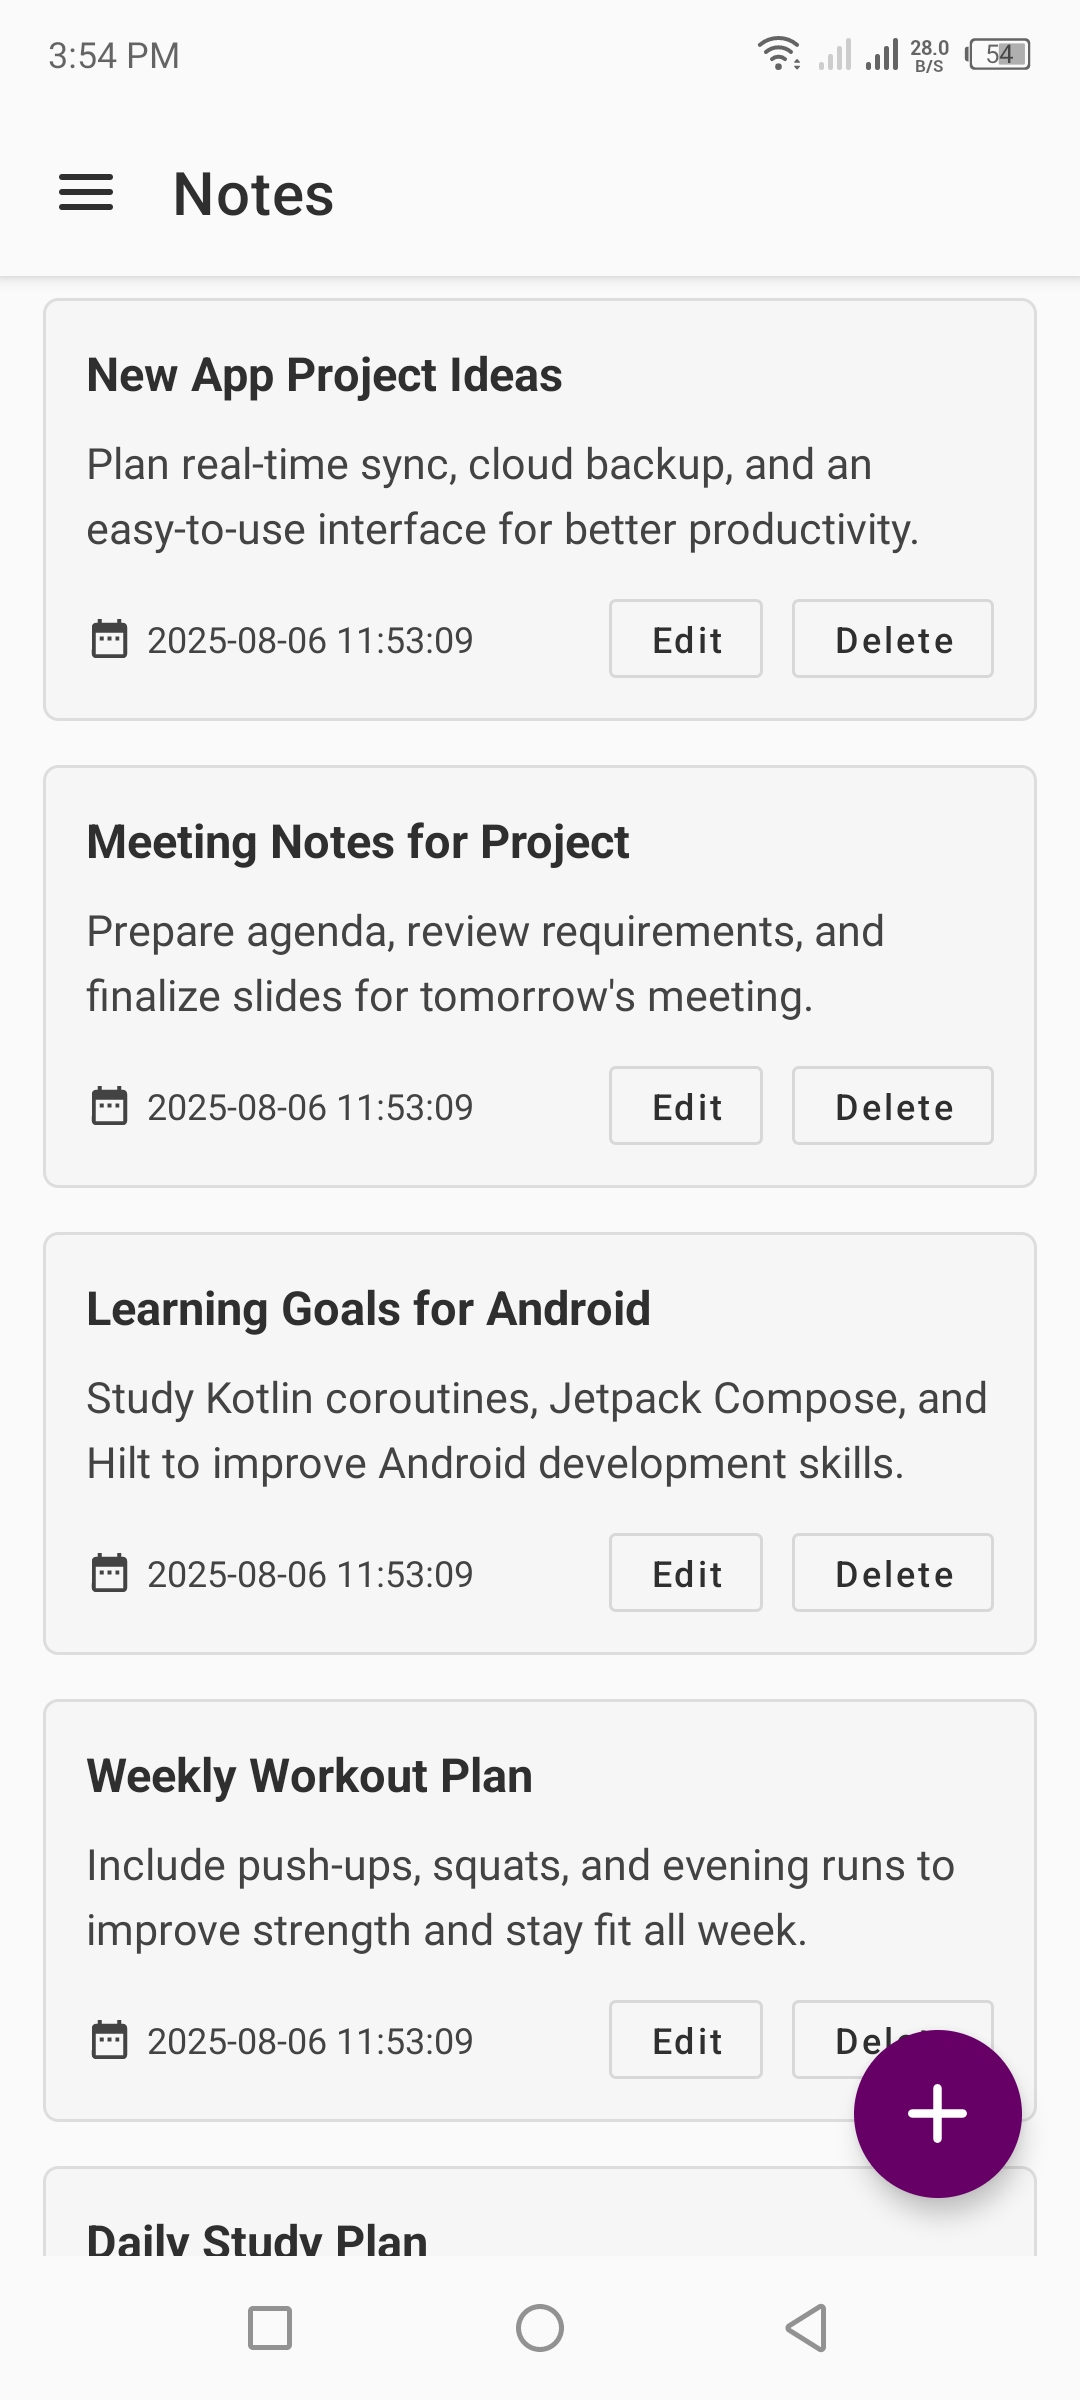 3:54 PM
28.0
B/S
54
Notes
New App Project Ideas
Plan real-time sync, cloud backup, and an
easy-to-use interface for better productivity.
2025-08-06 11:53:09
Edit
Delete
Meeting Notes for Project
Prepare agenda, review requirements, and
finalize slides for tomorrow's meeting.
2025-08-06 11:53:09
Edit
Delete
Learning Goals for Android
Study Kotlin coroutines, Jetpack Compose, and
Hilt to improve Android development skills.
2025-08-06 11:53:09
Edit
Delete
Weekly Workout Plan
Include push-ups, squats, and evening runs to
improve strength and stay fit all week.
2025-08-06 11:53:09
Edit
Daily Study Plan